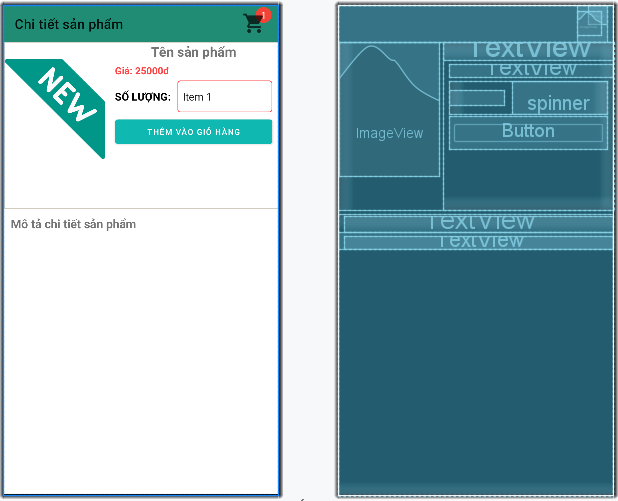 Chi tiết sản phẩm
1
Tên sản phẩm
Giá: 25000đ
NEW
SỐ LƯỢNG:
Item 1
THÊM VÀO GIỎ HÀNG
Mô tả chi tiết sản phẩm
TextView
TextView
ImageView
spinner
Button
TextView
TextView